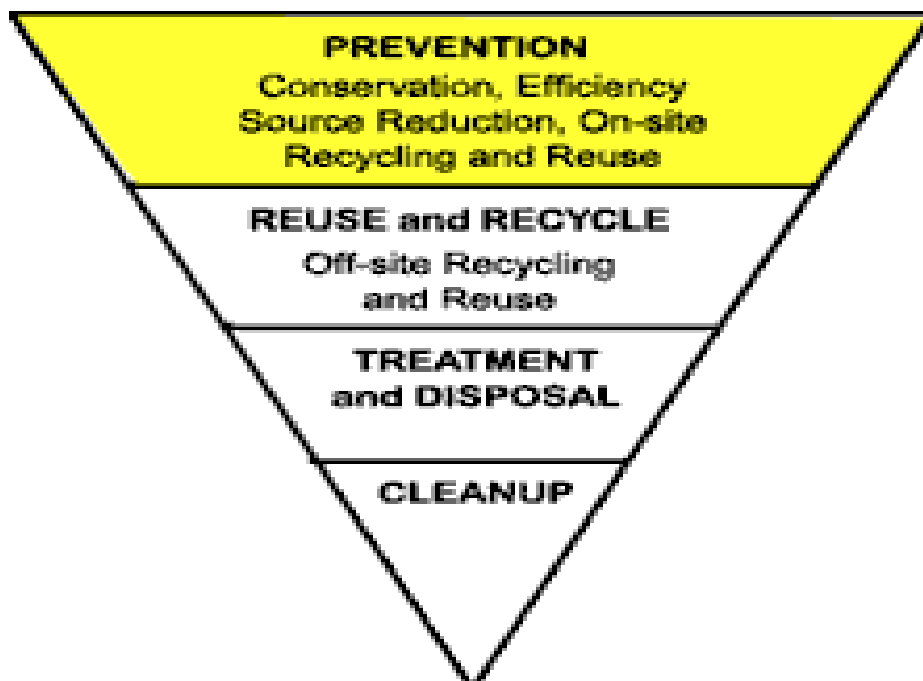 PREVENTION
Conservation, Efficiency
Source Reduction, On-site
Recycling and Reuse
REUSE and RECYCLE
Off-site Recycling
and Reuse
TREATMENT
and DISPOSAL
CLEANUP